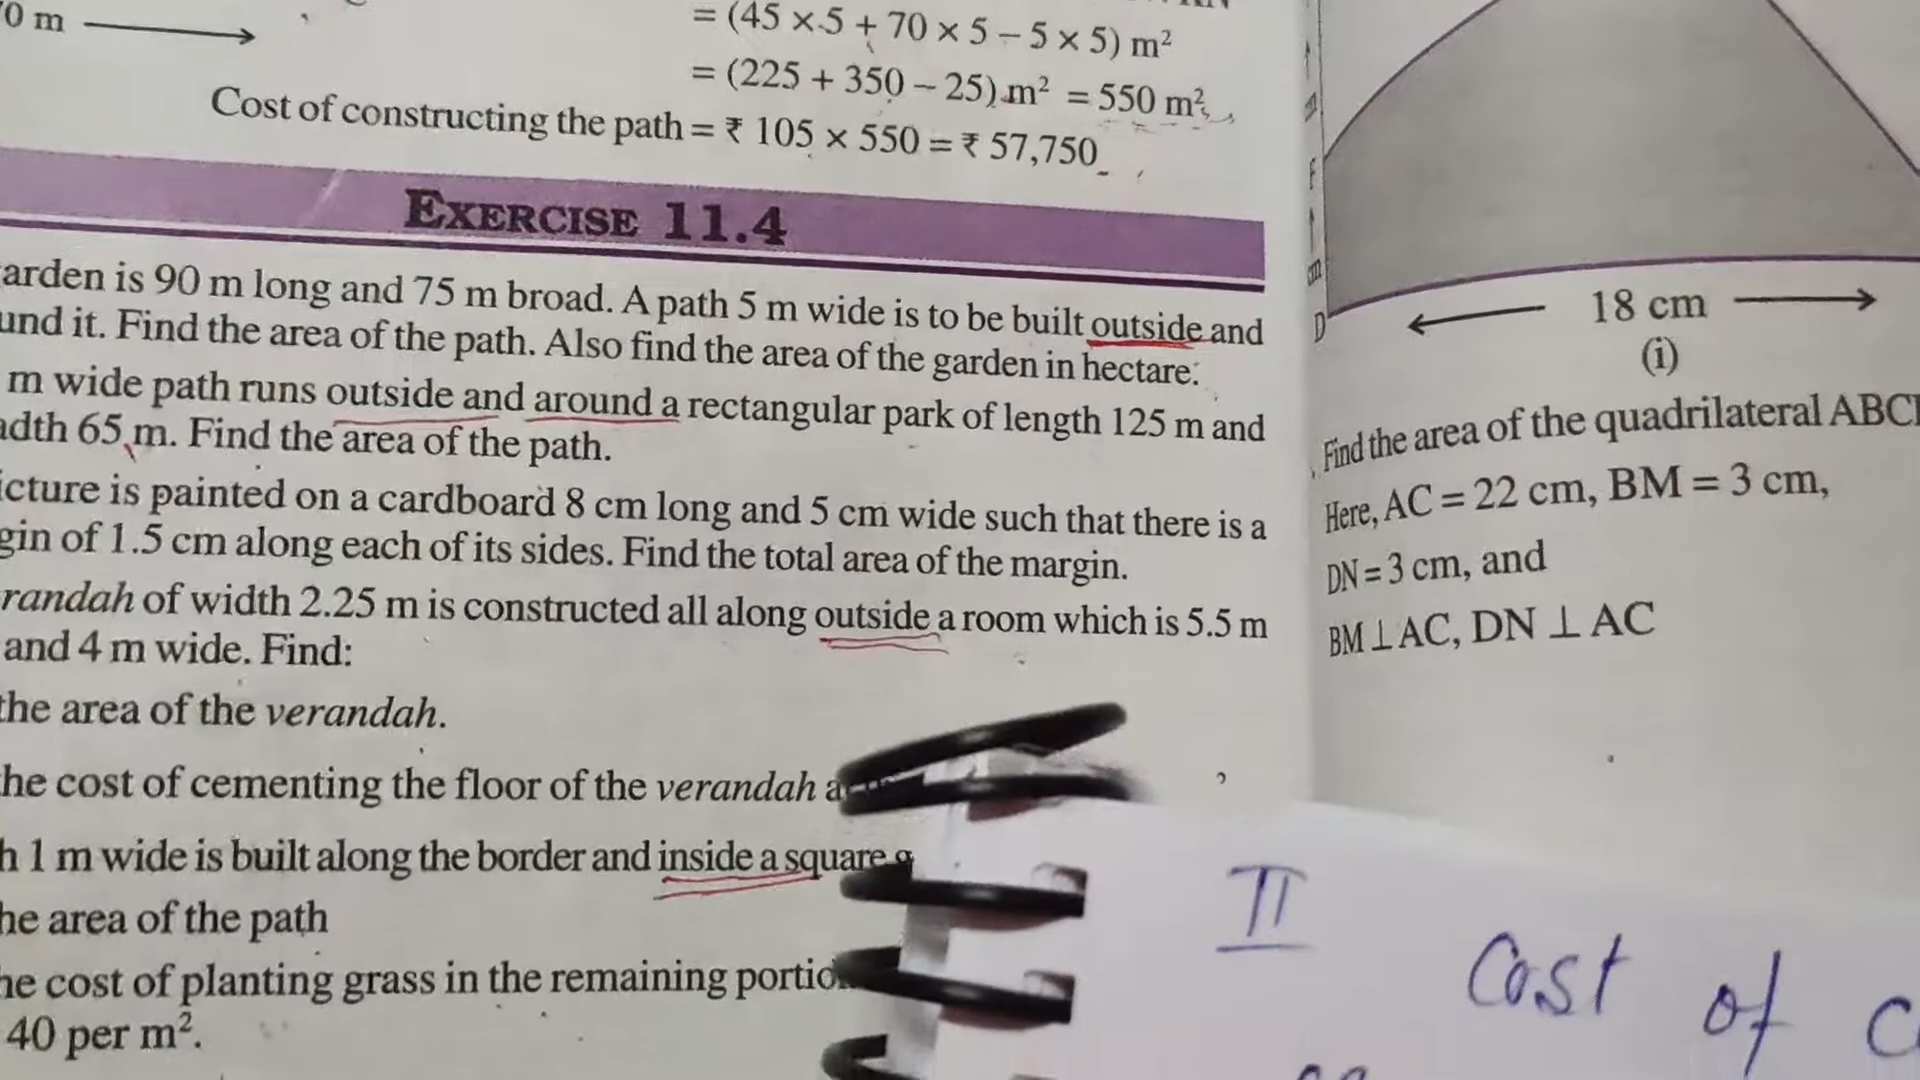 0 m
= (45 × 5 + 70 × 5 – 5 × 5) m²
= (225 + 350 – 25) m² = 550 m²
Cost of constructing the path = ₹ 105 × 550 = ₹ 57,750
EXERCISE 11.4
arden is 90 m long and 75 m broad. A path 5 m wide is to be built outside and
und it. Find the area of the path. Also find the area of the garden in hectare.
m wide path runs outside and around a rectangular park of length 125 m and
adth 65 m. Find the area of the path.
icture is painted on a cardboard 8 cm long and 5 cm wide such that there is a
gin of 1.5 cm along each of its sides. Find the total area of the margin.
randah of width 2.25 m is constructed all along outside a room which is 5.5 m
and 4 m wide. Find:
the area of the verandah.
he cost of cementing the floor of the verandah a
h 1 m wide is built along the border and inside a square g
he area of the path
he cost of planting grass in the remaining portio
40 per m².
F
cm
D
18 cm
(i)
Find the area of the quadrilateral ABC
Here, AC = 22 cm, BM = 3 cm,
DN = 3 cm, and
BM ⊥ AC, DN ⊥ AC
II
Cost of c